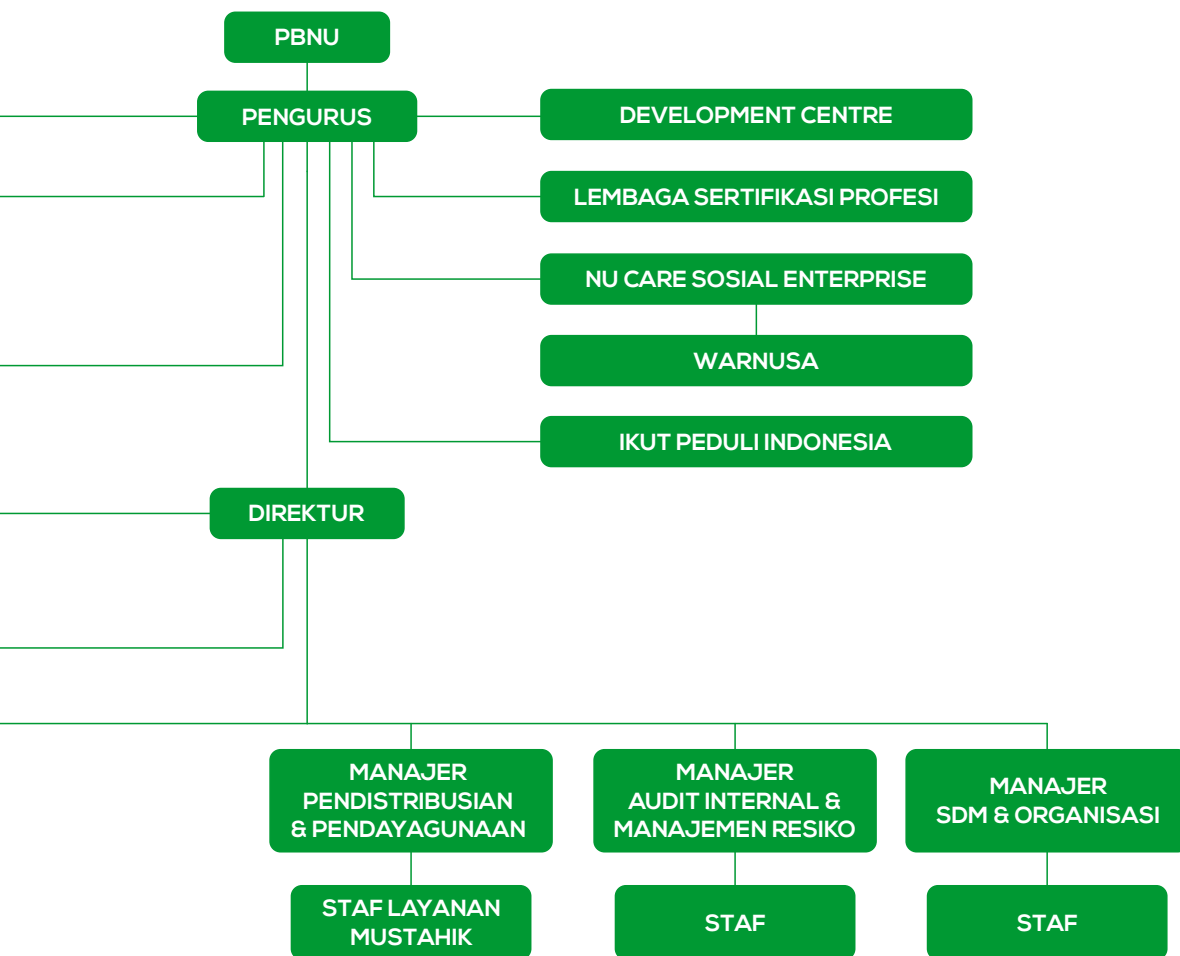 PBNU
PENGURUS
DEVELOPMENT CENTRE
LEMBAGA SERTIFIKASI PROFESI
NU CARE SOSIAL ENTERPRISE
WARNUSA
IKUT PEDULI INDONESIA
DIREKTUR
MANAJER
PENDISTRIBUSIAN
& PENDAYAGUNAAN
MANAJER
AUDIT INTERNAL &
MANAJEMEN RESIKO
MANAJER
SDM & ORGANISASI
STAF LAYANAN
MUSTAHIK
STAF
STAF